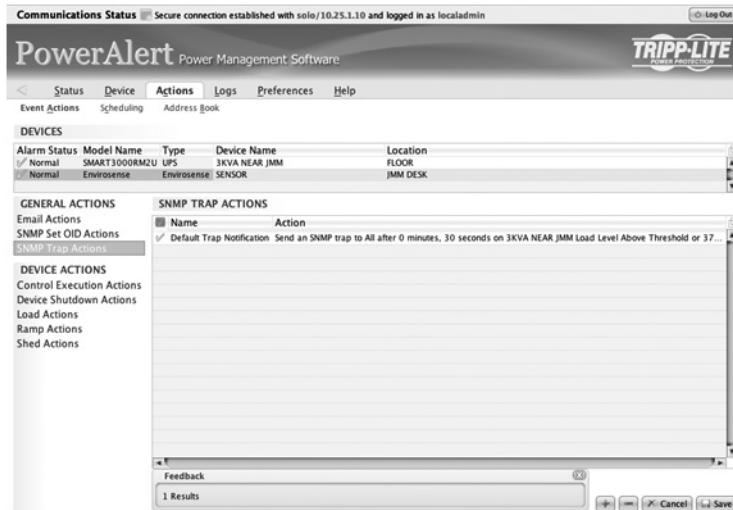 Communications Status Secure connection established with solo/10.25.1.10 and logged in as localadmin Log Out
PowerAlert Power Management Software
TRIPP·LITE
POWER PROTECTION
Status Device Actions Logs Preferences Help
Event Actions Scheduling Address Book
DEVICES
Alarm Status Model Name Type Device Name Location
Normal SMART3000RM2U UPS 3KVA NEAR JMM FLOOR
Normal Envirosense Envirosense SENSOR JMM DESK
GENERAL ACTIONS
Email Actions
SNMP Set OID Actions
SNMP Trap Actions
DEVICE ACTIONS
Control Execution Actions
Device Shutdown Actions
Load Actions
Ramp Actions
Shed Actions
SNMP TRAP ACTIONS
Name Action
Default Trap Notification Send an SNMP trap to All after 0 minutes, 30 seconds on 3KVA NEAR JMM Load Level Above Threshold or 37...
Feedback
1 Results
Cancel Save